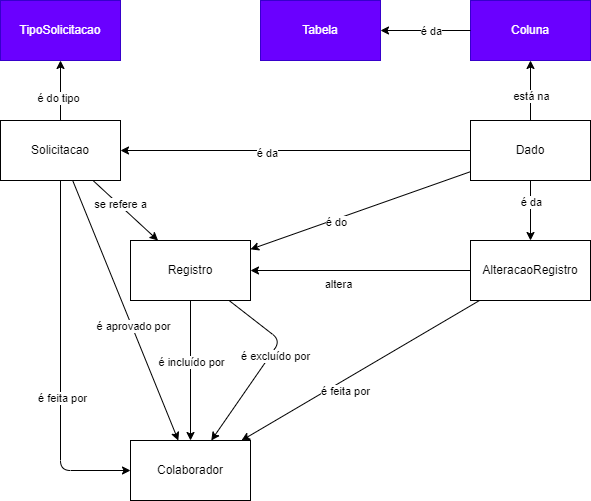 TipoSolicitacao
Tabela
é da
Coluna
é do tipo
está na
Solicitacao
é da
Dado
se refere a
é da
é do
Registro
AlteracaoRegistro
altera
é aprovado por
é incluído por
é excluído por
é feita por
é feita por
Colaborador